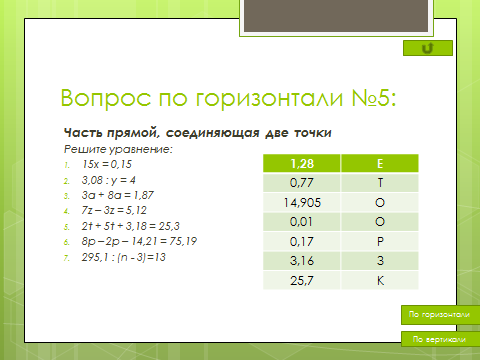 Вопрос по горизонтали №5:
Часть прямой, соединяющая две точки
Решите уравнение:
1. 15x = 0,15
2. 3,08 : y = 4
3. 3a + 8a = 1,87
4. 7z – 3z = 5,12
5. 2t + 5t + 3,18 = 25,3
6. 8p – 2p – 14,21 = 75,19
7. 295,1 : (n - 3)=13
1,28 Е
0,77 Т
14,905 О
0,01 О
0,17 Р
3,16 З
25,7 К
По горизонтали
По вертикали